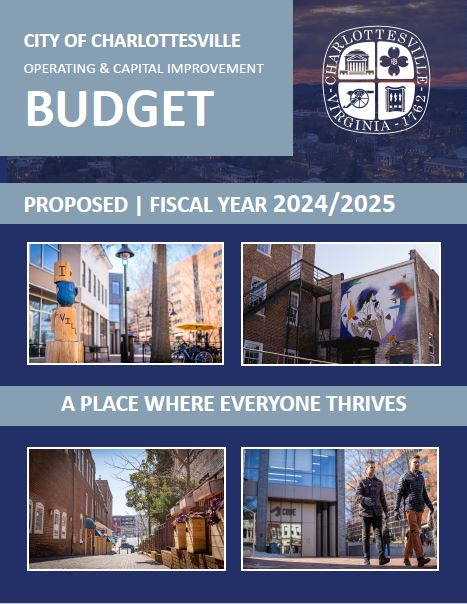 CITY OF CHARLOTTESVILLE
OPERATING & CAPITAL IMPROVEMENT
BUDGET
CHARLOTTESVILLE
VIRGINIA-1762
PROPOSED | FISCAL YEAR 2024/2025
I
VIL
A PLACE WHERE EVERYONE THRIVES
CODE